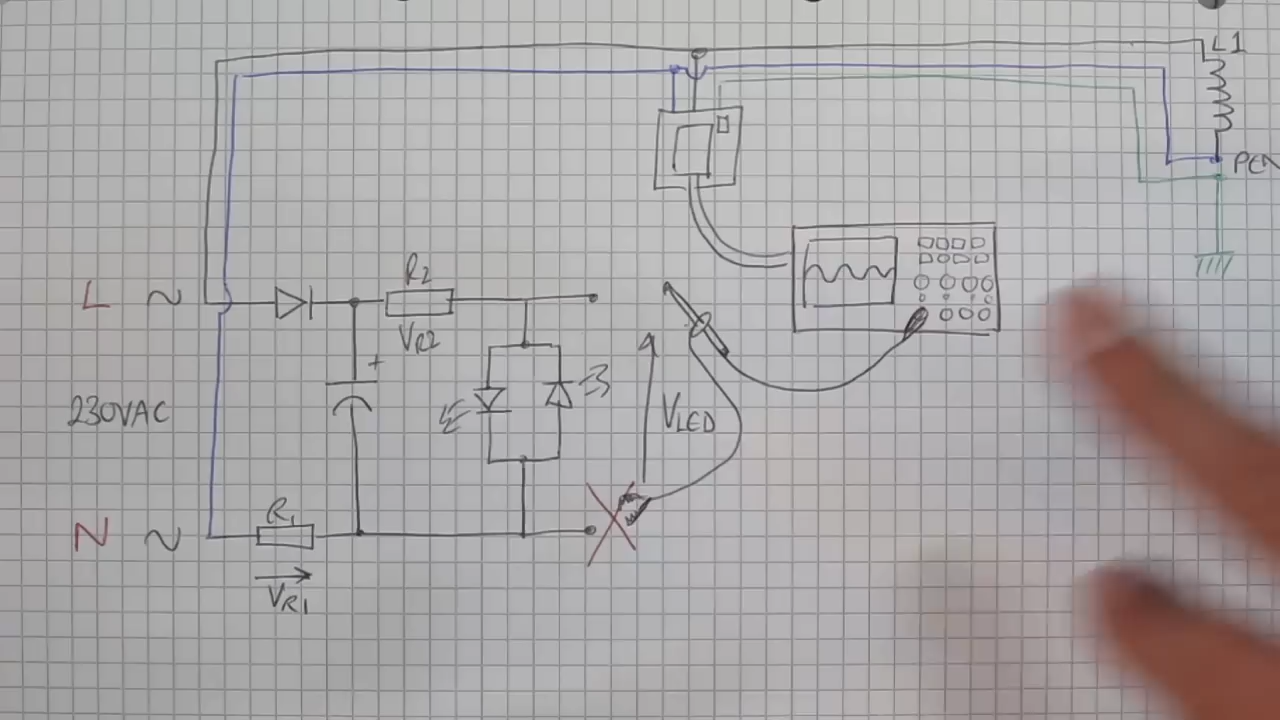 L1
PEN
R2
L ~
VR2
+
230VAC
VLED
R1
N ~
VR1